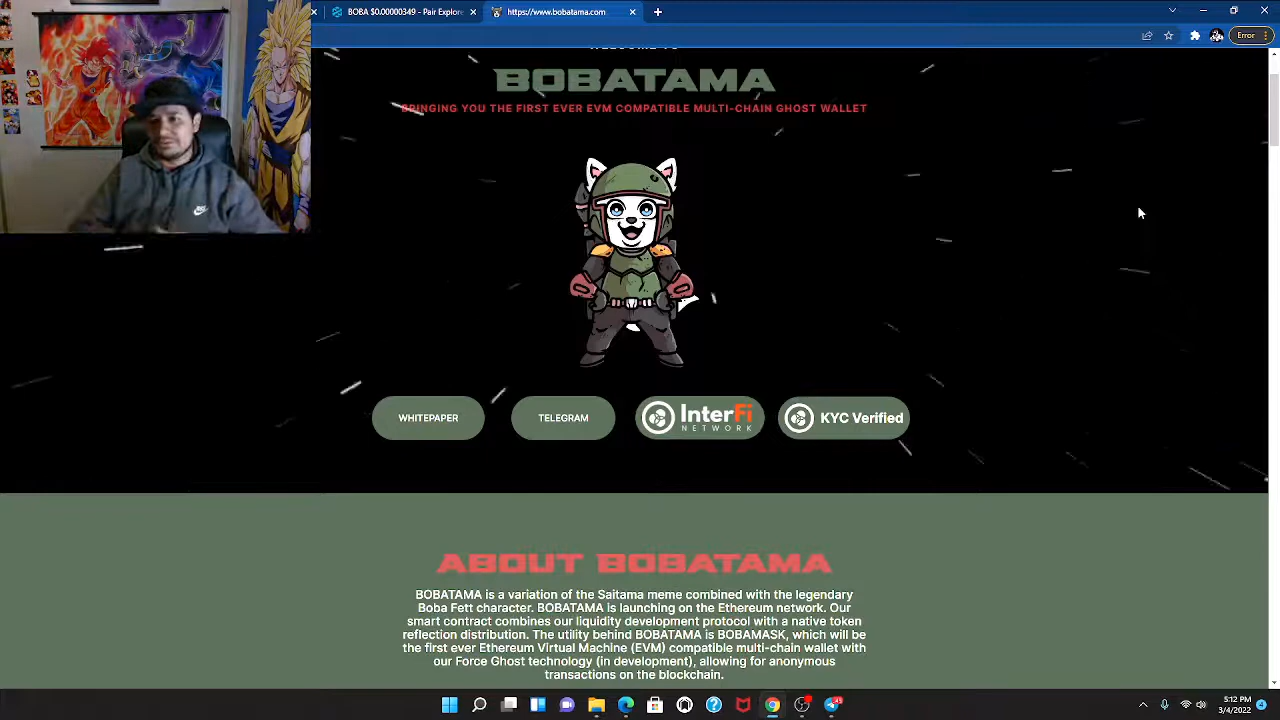 BOBA $0.00000349 - Pair Explore
https://www.bobatama.com
Error
BOBATAMA
BRINGING YOU THE FIRST EVER EVM COMPATIBLE MULTI-CHAIN GHOST WALLET
WHITEPAPER
TELEGRAM
InterFi
NETWORK
KYC Verified
ABOUT BOBATAMA
BOBATAMA is a variation of the Saitama meme combined with the legendary
Boba Fett character. BOBATAMA is launching on the Ethereum network. Our
smart contract combines our liquidity development protocol with a native token
reflection distribution. The utility behind BOBATAMA is BOBAMASK, which will be
the first ever Ethereum Virtual Machine (EVM) compatible multi-chain wallet with
our Force Ghost technology (in development), allowing for anonymous
transactions on the blockchain.
5:12 PM
3/4/2022